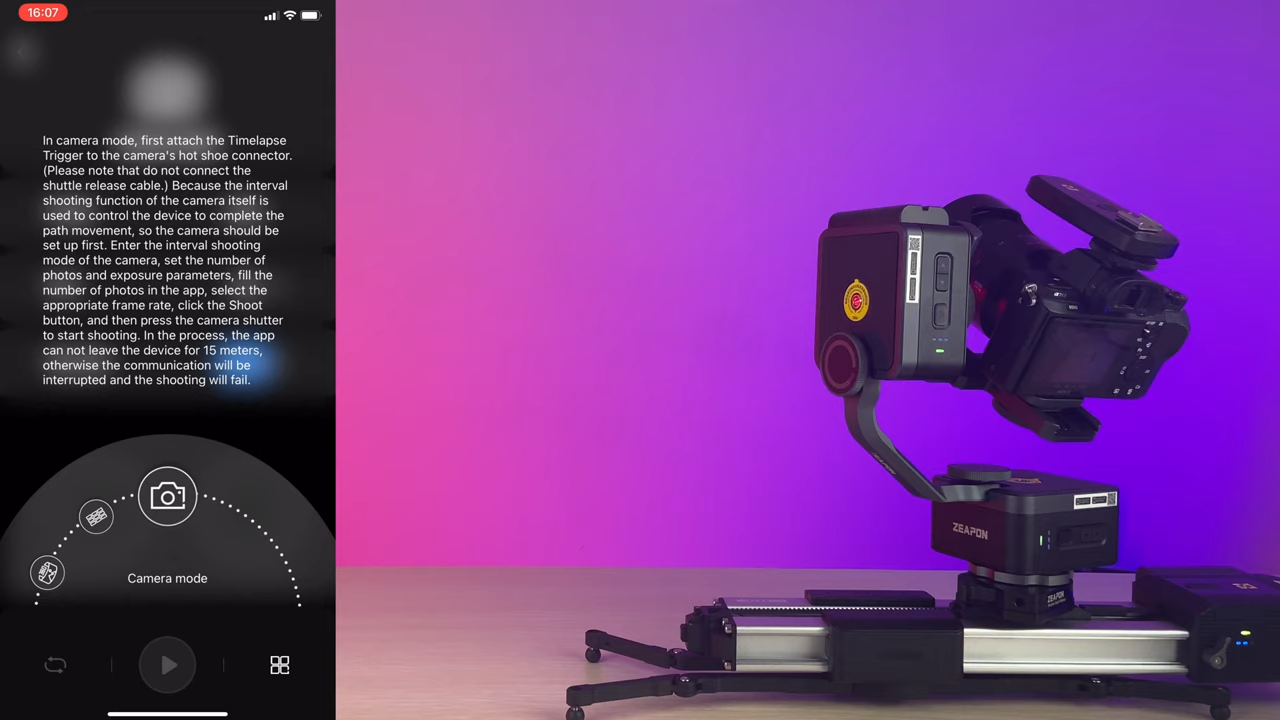 16:07
In camera mode, first attach the Timelapse
Trigger to the camera's hot shoe connector.
(Please note that do not connect the
shuttle release cable.) Because the interval
shooting function of the camera itself is
used to control the device to complete the
path movement, so the camera should be
set up first. Enter the interval shooting
mode of the camera, set the number of
photos and exposure parameters, fill the
number of photos in the app, select the
appropriate frame rate, click the Shoot
button, and then press the camera shutter
to start shooting. In the process, the app
can not leave the device for 15 meters,
otherwise the communication will be
interrupted and the shooting will fail.
Camera mode
ZEAPON
ZEAPON